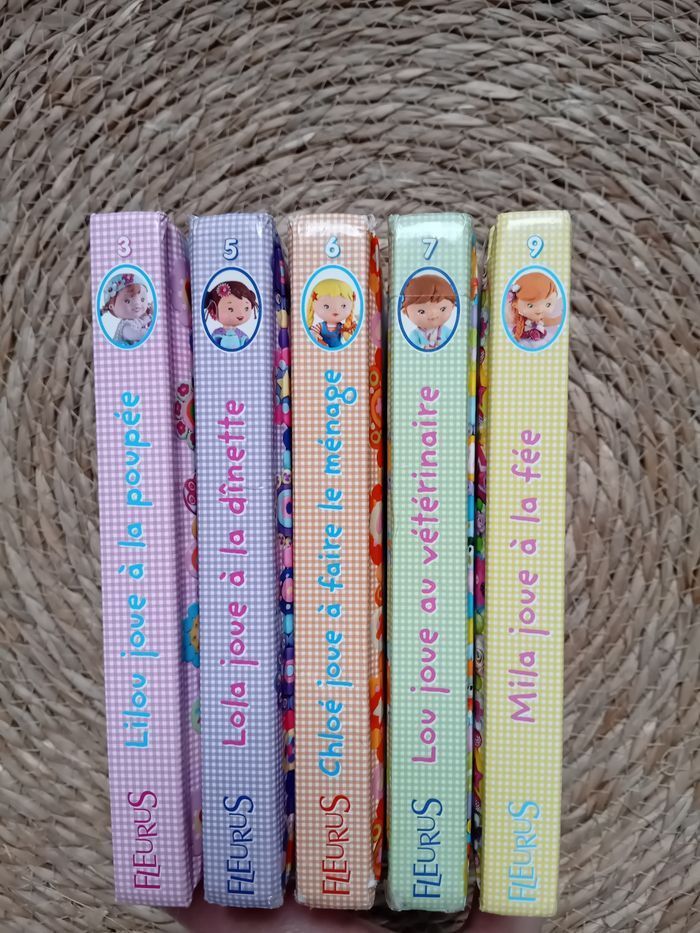 3
Lilou joue à la poupée
FLEURUS
5
Lola joue à la dînette
FLEURUS
6
Chloé joue à faire le ménage
FLEURUS
7
Lou joue au vétérinaire
FLEURUS
9
Mila joue à la fée
FLEURUS